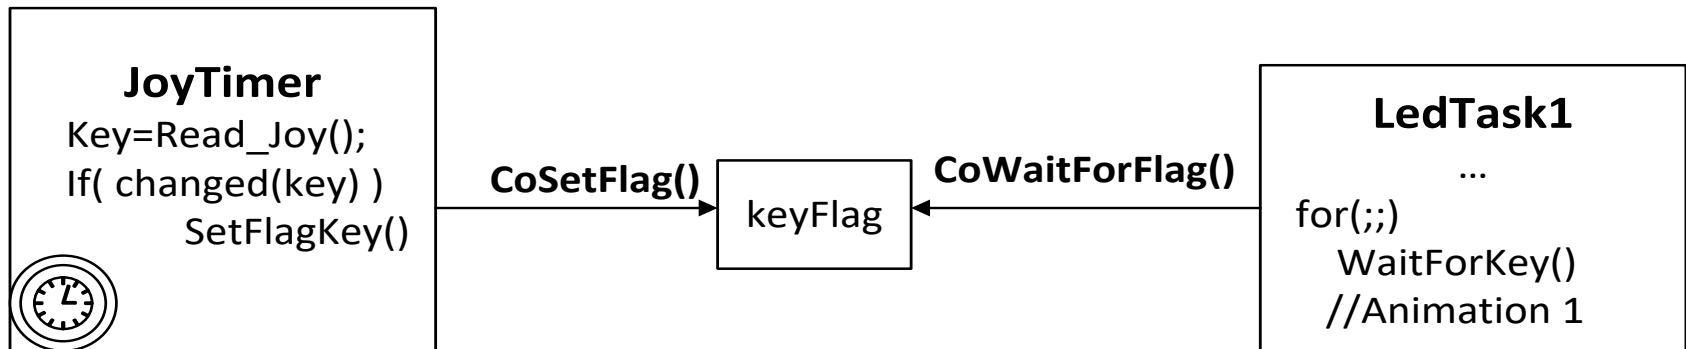 JoyTimer
Key=Read_Joy();
If( changed(key) )
SetFlagKey()
CoSetFlag()
keyFlag
CoWaitForFlag()
LedTask1
...
for(;;)
WaitForKey()
//Animation 1